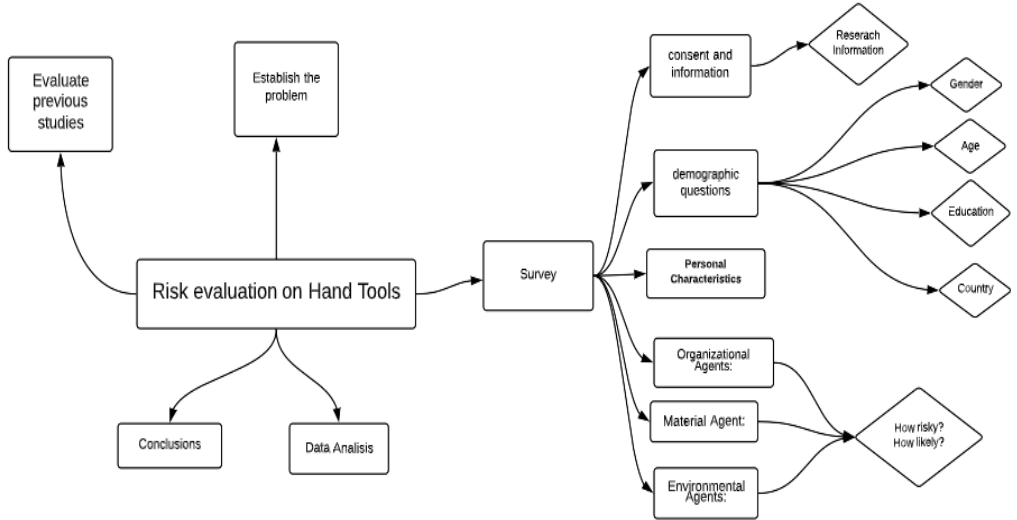 Evaluate
previous
studies
Establish the
problem
Risk evaluation on Hand Tools
Conclusions
Data Analisis
Survey
consent and
information
Reserach
Information
demographic
questions
Gender
Age
Education
Country
Personal
Characteristics
Organizational
Agents:
Material Agent:
Environmental
Agents:
How risky?
How likely?